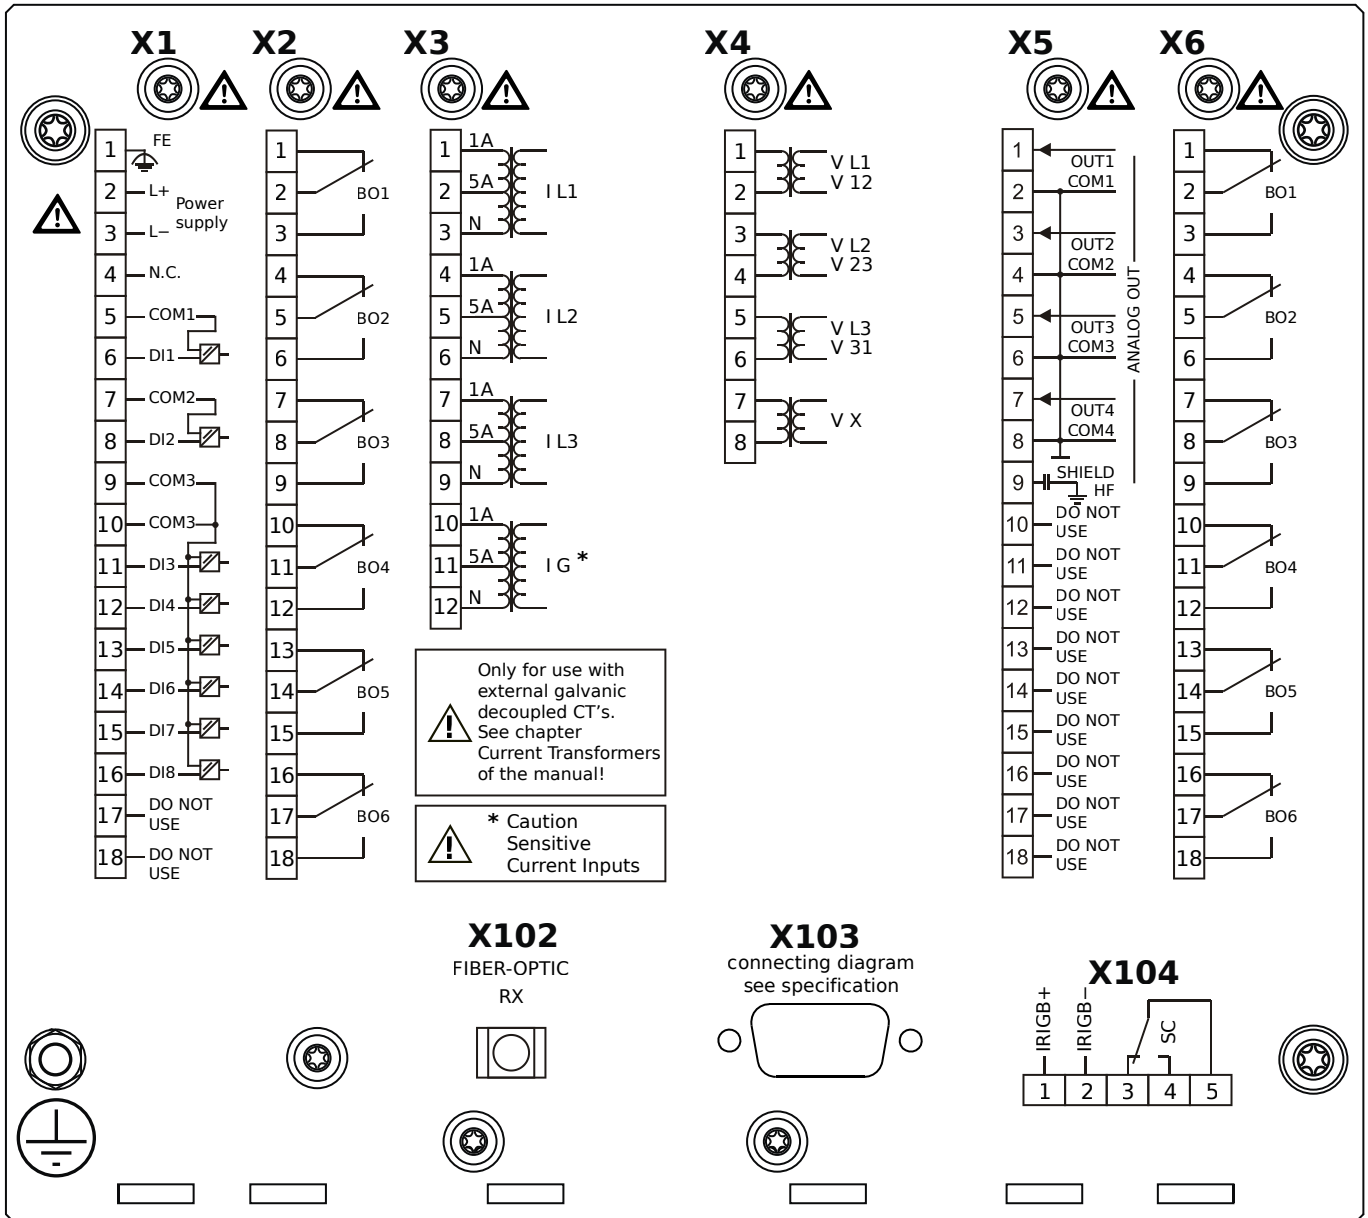 X1
X2
X3
X4
X5
X6
1
FE
2
L+
Power
supply
3
L−
4
N.C.
5
COM1
6
DI1
7
COM2
8
DI2
9
COM3
10
COM3
11
DI3
12
DI4
13
DI5
14
DI6
15
DI7
16
DI8
17
DO NOT
USE
18
DO NOT
USE
1
2
BO1
3
4
5
BO2
6
7
8
BO3
9
10
11
BO4
12
13
14
BO5
15
16
17
BO6
18
1
1A
2
5A
I L1
3
N
4
1A
5
5A
I L2
6
N
7
1A
8
5A
I L3
9
N
10
1A
11
5A
I G *
12
N
Only for use with
external galvanic
decoupled CT's.
See chapter
Current Transformers
of the manual!
* Caution
Sensitive
Current Inputs
1
V L1
2
V 12
3
V L2
4
V 23
5
V L3
6
V 31
7
V X
8
1
OUT1
2
COM1
3
OUT2
4
COM2
5
OUT3
6
COM3
7
OUT4
8
COM4
ANALOG OUT
9
SHIELD
HF
10
DO NOT
USE
11
DO NOT
USE
12
DO NOT
USE
13
DO NOT
USE
14
DO NOT
USE
15
DO NOT
USE
16
DO NOT
USE
17
DO NOT
USE
18
DO NOT
USE
1
2
BO1
3
4
5
BO2
6
7
8
BO3
9
10
11
BO4
12
13
14
BO5
15
16
17
BO6
18
X102
FIBER-OPTIC
RX
X103
connecting diagram
see specification
X104
IRIGB+
IRIGB−
SC
1 2 3 4 5